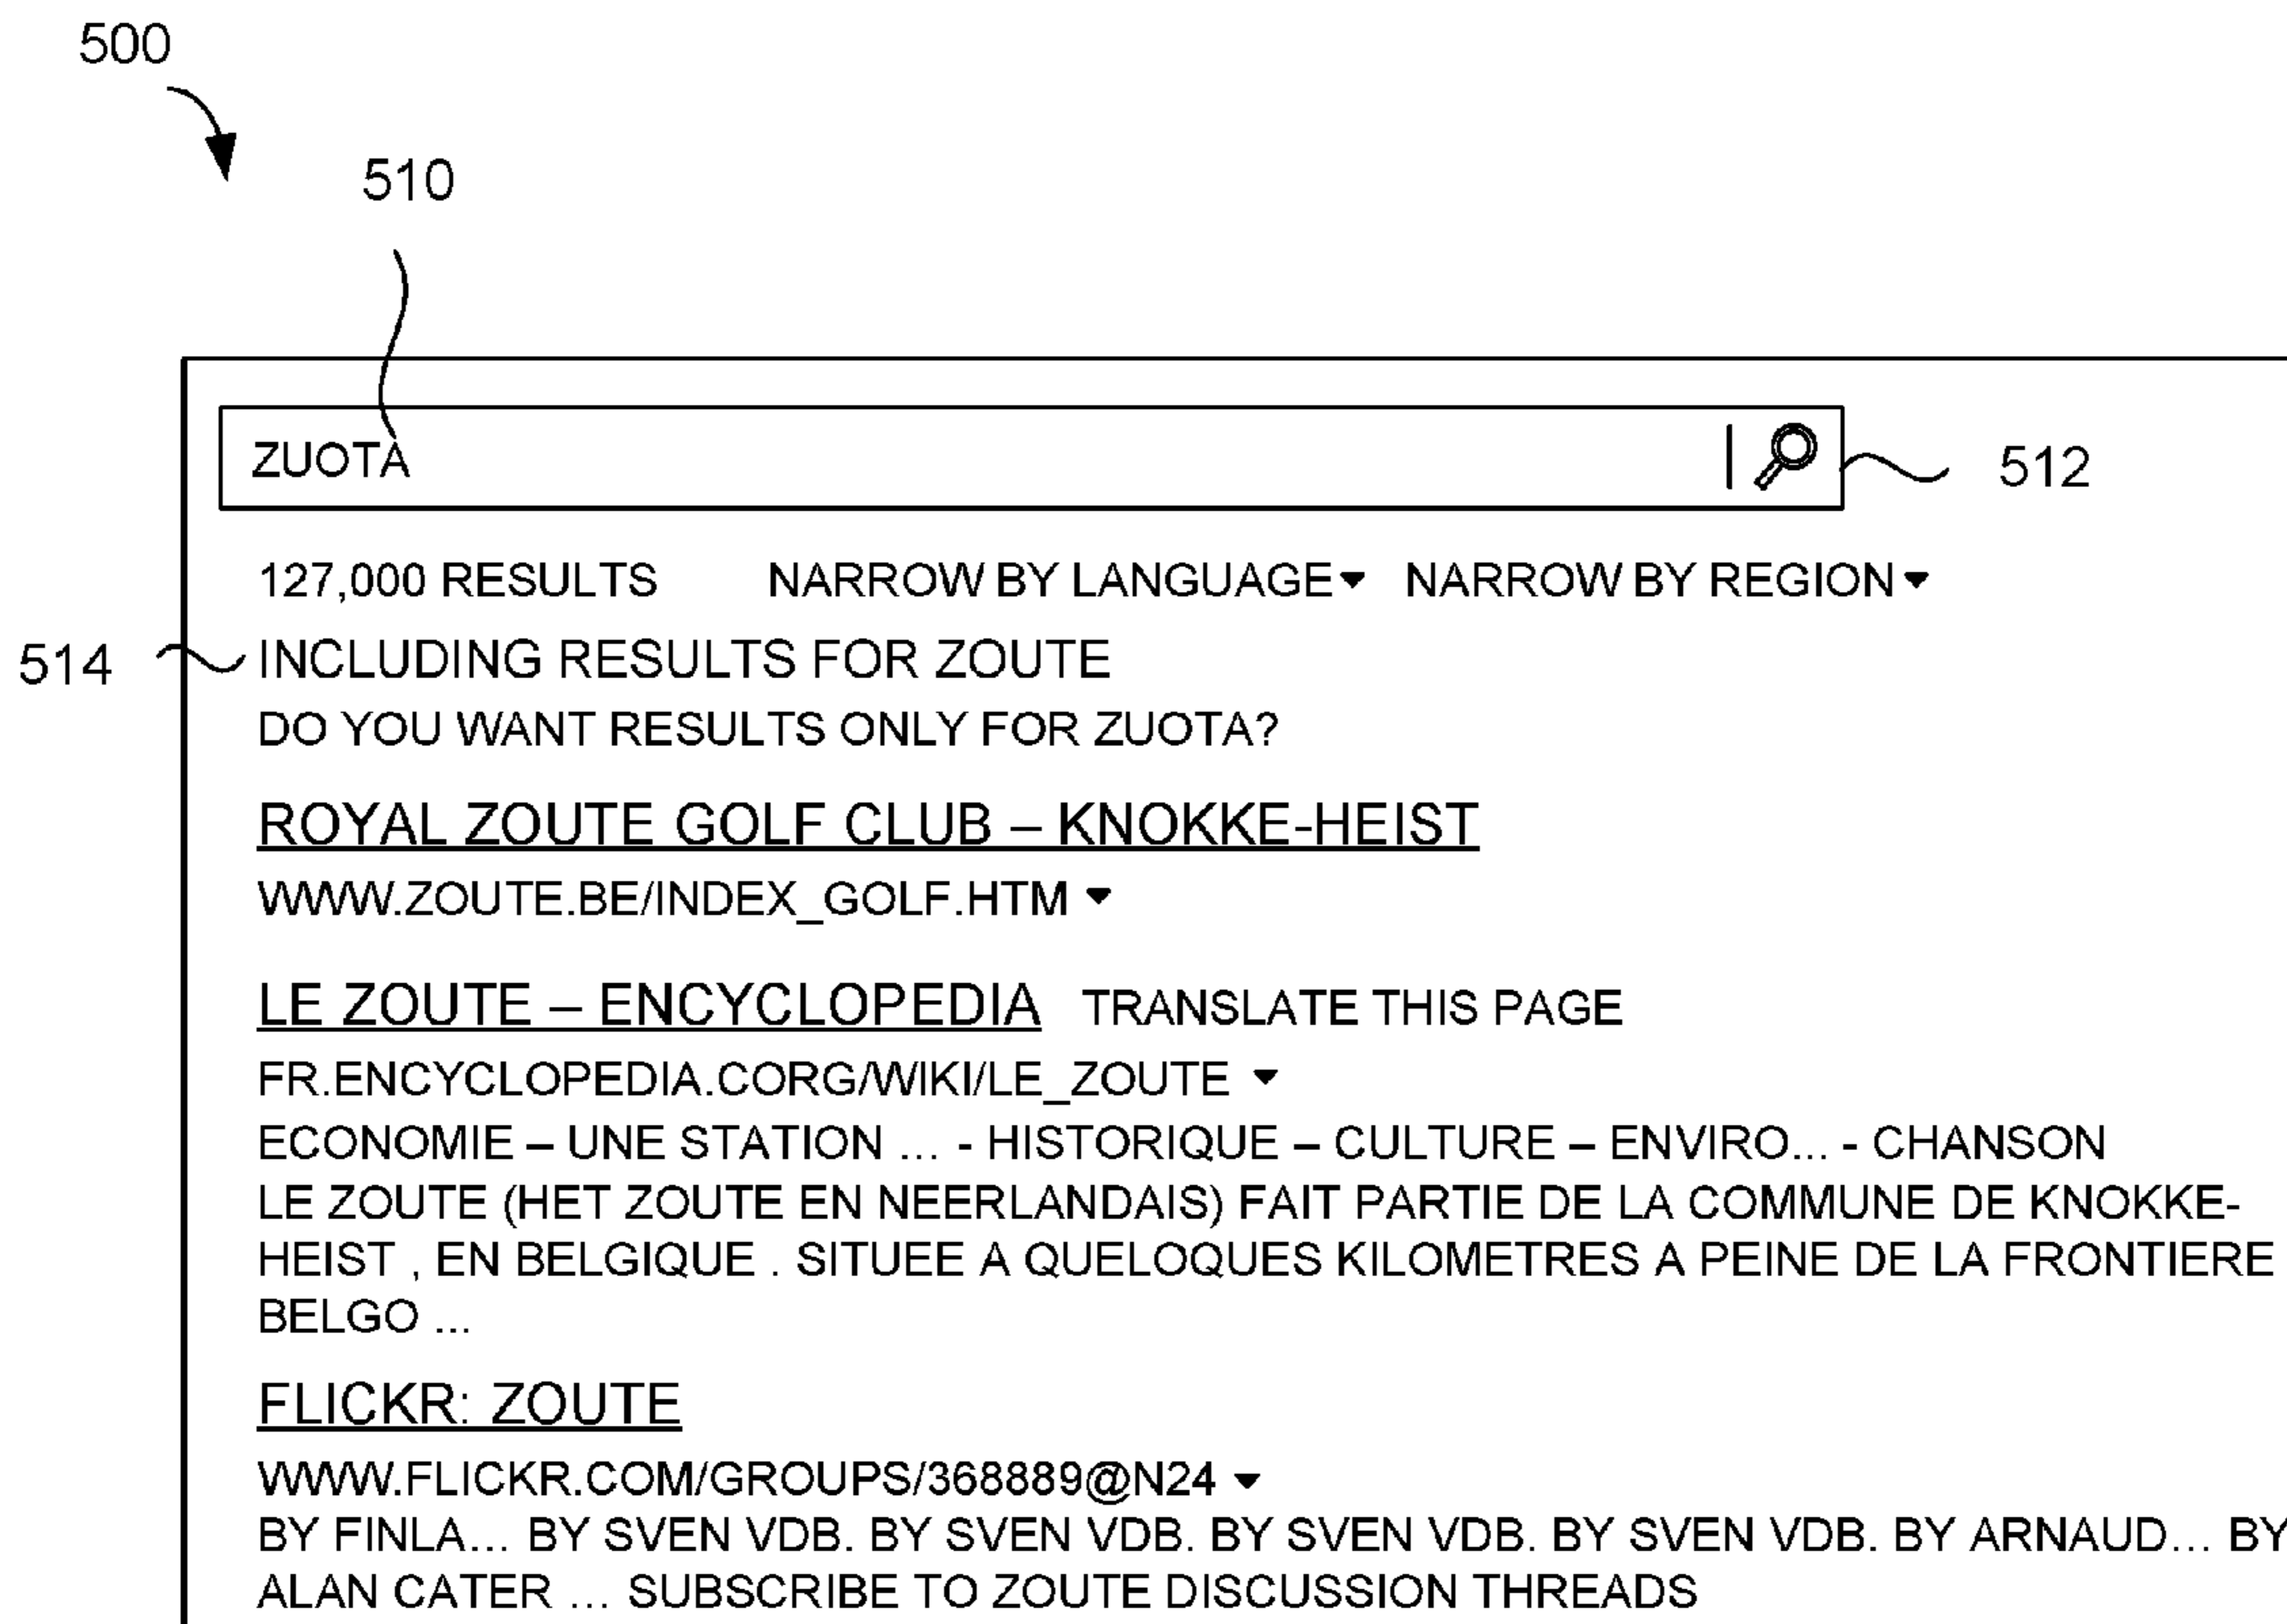 500
510
ZUOTA
512
127,000 RESULTS NARROW BY LANGUAGE NARROW BY REGION
514
INCLUDING RESULTS FOR ZOUTE
DO YOU WANT RESULTS ONLY FOR ZUOTA?
ROYAL ZOUTE GOLF CLUB – KNOKKE-HEIST
WWW.ZOUTE.BE/INDEX_GOLF.HTM
LE ZOUTE – ENCYCLOPEDIA TRANSLATE THIS PAGE
FR.ENCYCLOPEDIA.CORG/WIKI/LE_ZOUTE
ECONOMIE – UNE STATION ... - HISTORIQUE – CULTURE – ENVIRO... - CHANSON
LE ZOUTE (HET ZOUTE EN NEERLANDAIS) FAIT PARTIE DE LA COMMUNE DE KNOKKE-
HEIST , EN BELGIQUE . SITUEE A QUELOQUES KILOMETRES A PEINE DE LA FRONTIERE
BELGO ...
FLICKR: ZOUTE
WWW.FLICKR.COM/GROUPS/368889@N24
BY FINLA... BY SVEN VDB. BY SVEN VDB. BY SVEN VDB. BY SVEN VDB. BY ARNAUD... BY
ALAN CATER ... SUBSCRIBE TO ZOUTE DISCUSSION THREADS